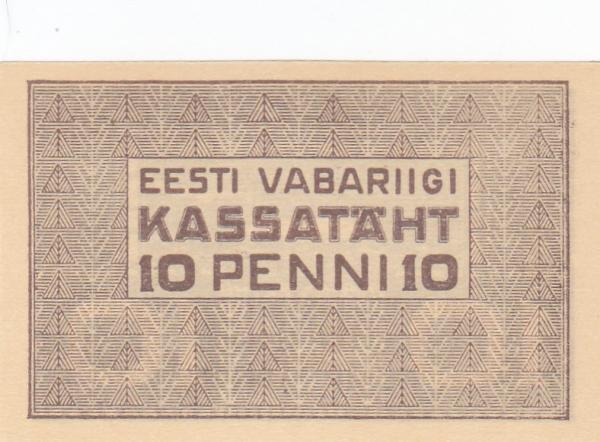 EESTI VABARIIGI
KASSATÄHT
10 PENNI 10